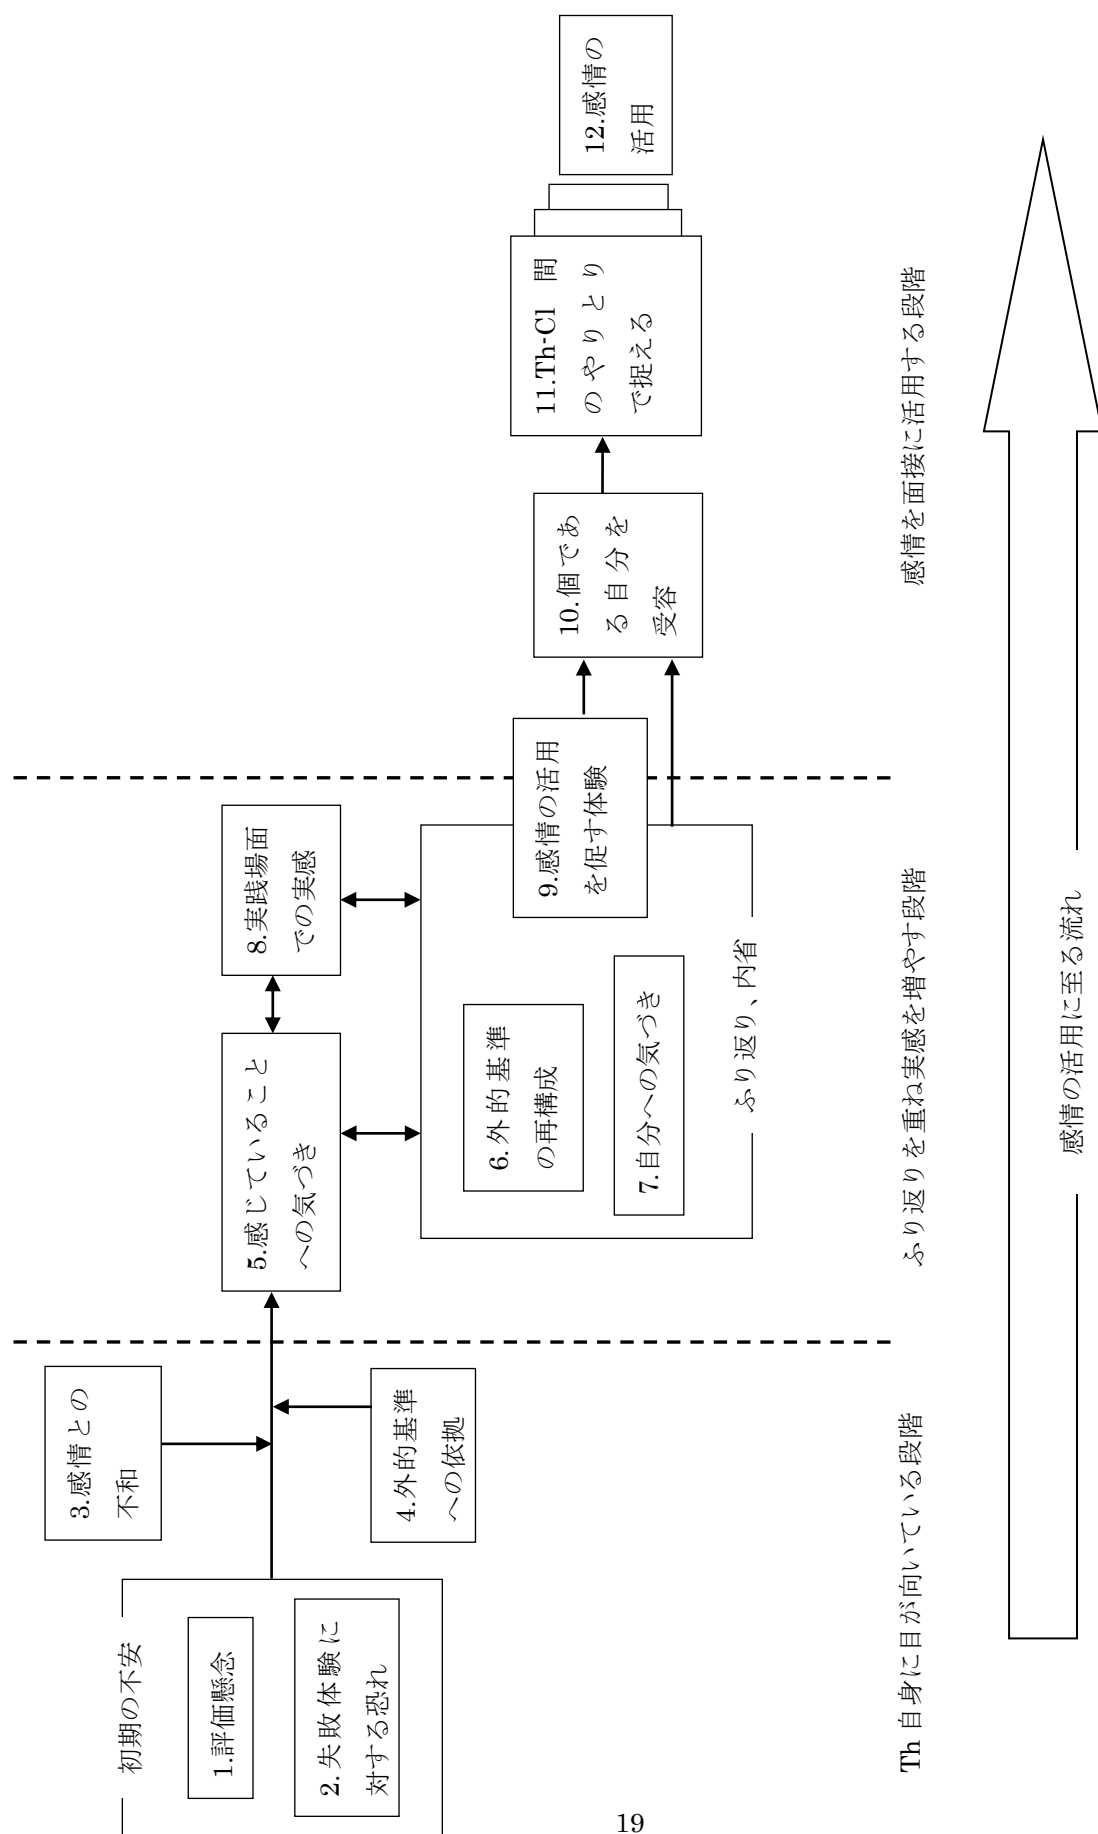 初期の不安
1.評価懸念
2.失敗体験に
対する恐れ
3.感情との
不和
4.外的基準
への依拠
5.感じていること
への気づき
8.実践場面
での実感
6.外的基準
の再構成
7.自分への気づき
9.感情の活用
を促す体験
ふり返り、内省
10.個であ
る自分を
受容
11.Th-Cl 間
のやりとり
で捉える
12.感情の
活用
Th 自身に目が向いている段階
ふり返りを重ね実感を増やす段階
感情を面接に活用する段階
感情の活用に至る流れ
19